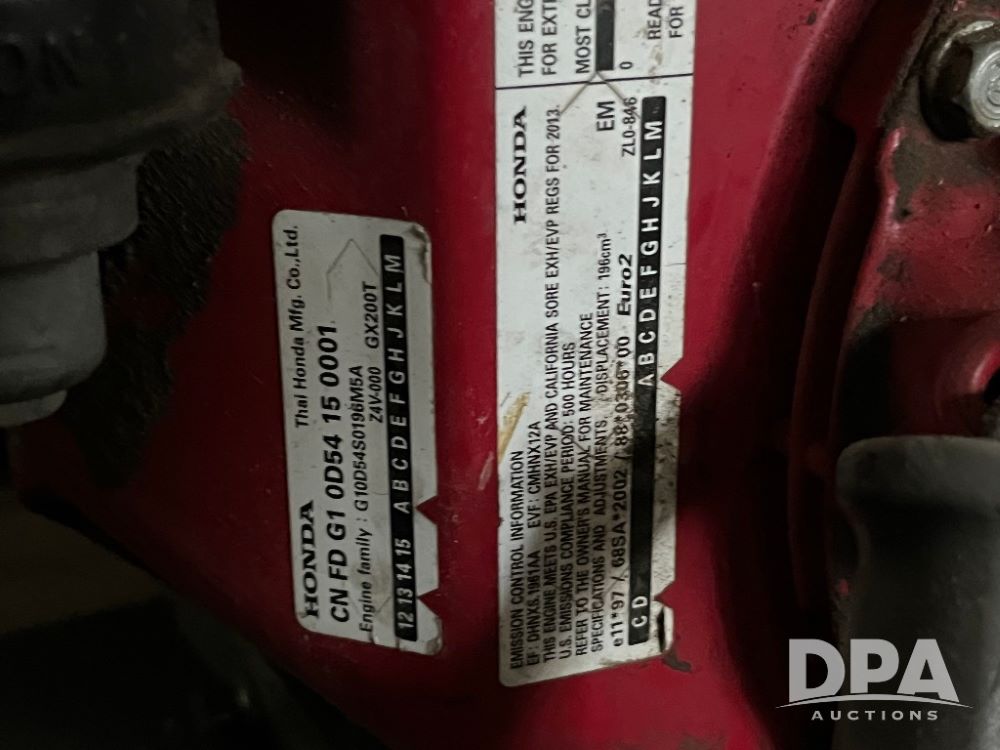 HONDA Thai Honda Mfg. Co.,Ltd.
CN FD G1 0D54 15 0001
Engine family : G10D54S0196M5A
Z4V-000 GX200T
12 13 14 15 A B C D E F G H J K L M
HONDA
EMISSION CONTROL INFORMATION
EF: DHNXS.1961AA EVF: CMHNX12A
THIS ENGINE MEETS U.S. EPA EXH/EVP AND CALIFORNIA SORE EXH/EVP REGS FOR 2013.
U.S. EMISSIONS COMPLIANCE PERIOD: 500 HOURS
REFER TO THE OWNER'S MANUAL FOR MAINTENANCE
SPECIFICATIONS AND ADJUSTMENTS. DISPLACEMENT: 196cm³ EM
e11*97 / 68SA*2002 / 88*0306*00 Euro2 ZL0-846
C D A B C D E F G H J K L M
THIS ENG
FOR EXT
MOST CL
0
READ
FOR
ON
DPA
AUCTIONS